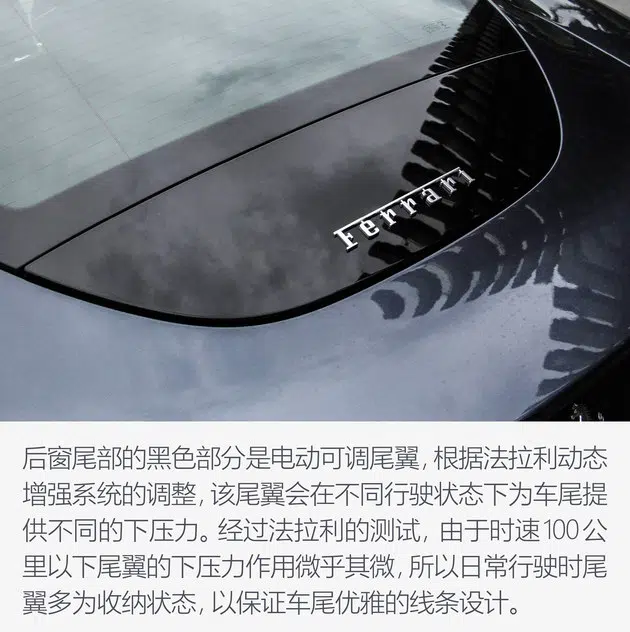 Ferrari
后窗尾部的黑色部分是电动可调尾翼，根据法拉利动态
增强系统的调整，该尾翼会在不同行驶状态下为车尾提
供不同的下压力。经过法拉利的测试，由于时速100公
里以下尾翼的下压力作用微乎其微，所以日常行驶时尾
翼多为收纳状态，以保证车尾优雅的线条设计。